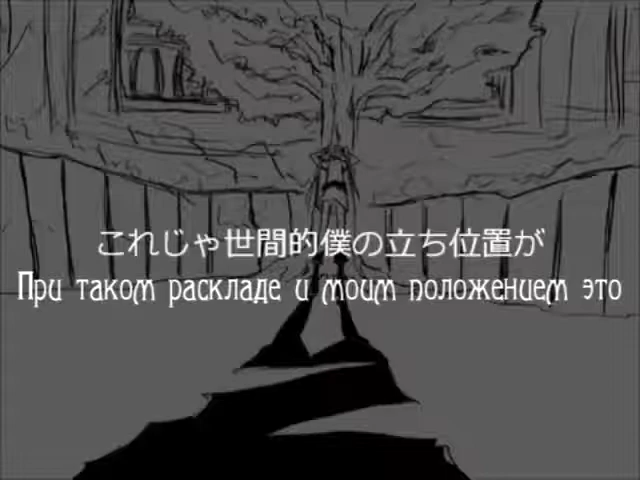 これじゃ世間的僕の立ち位置が
При таком раскладе и моим положением это